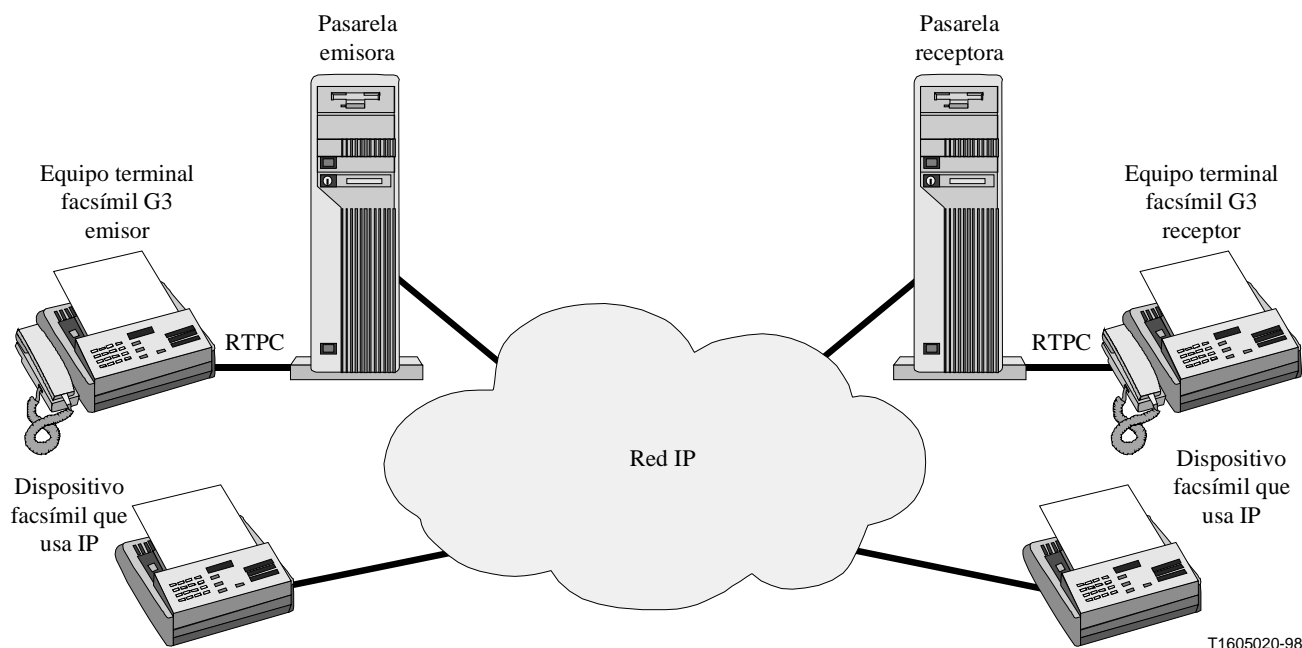 Pasarela
emisora
Pasarela
receptora
Equipo terminal
facsímil G3
emisor
Equipo terminal
facsímil G3
receptor
RTPC
RTPC
Red IP
Dispositivo
facsímil que
usa IP
Dispositivo
facsímil que
usa IP
T1605020-98